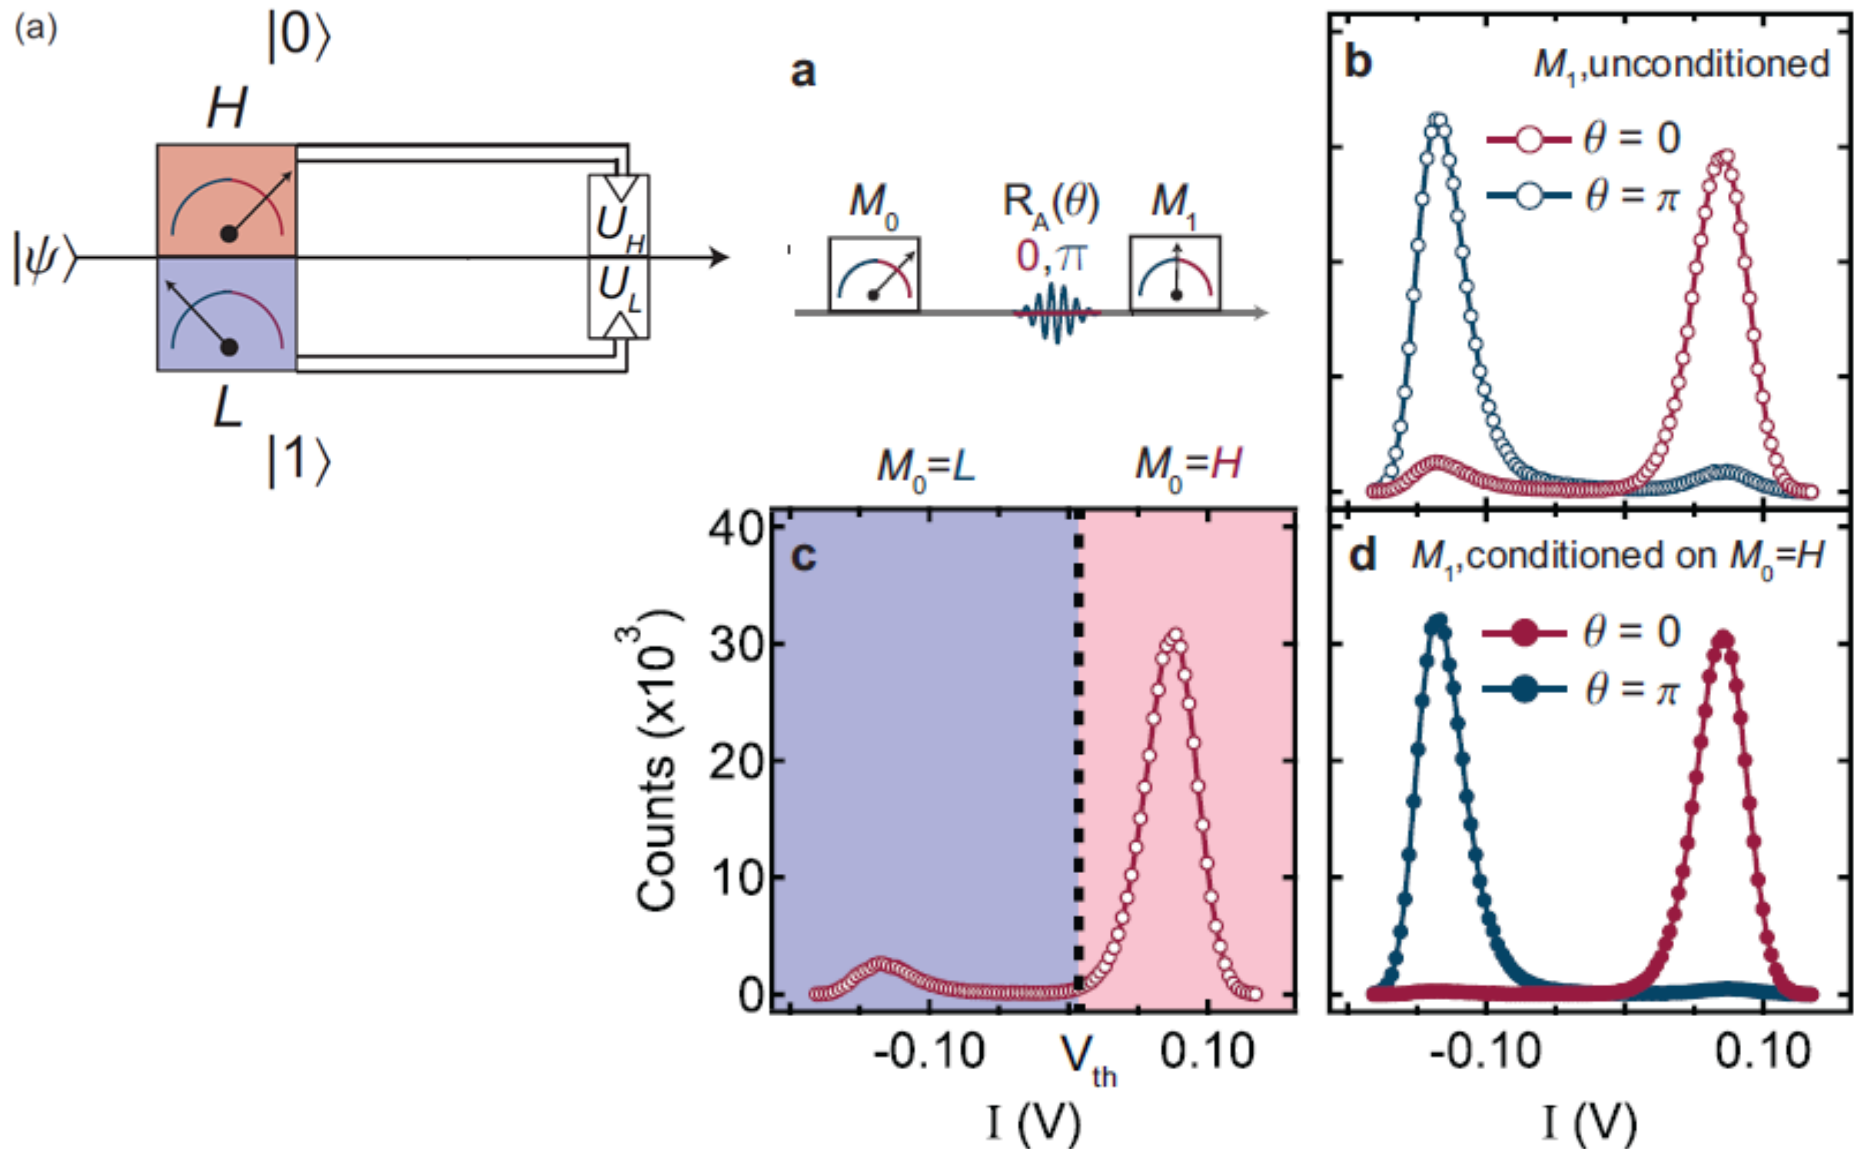 (a)
|0⟩
H
|ψ⟩
U_H
U_L
L
|1⟩
a
M_0
R_A(θ)
0,π
M_1
b
M_1,unconditioned
θ = 0
θ = π
M_0=L
M_0=H
c
Counts (x10^3)
40
30
20
10
0
-0.10
V_th
0.10
I (V)
d
M_1,conditioned on M_0=H
θ = 0
θ = π
-0.10
0.10
I (V)